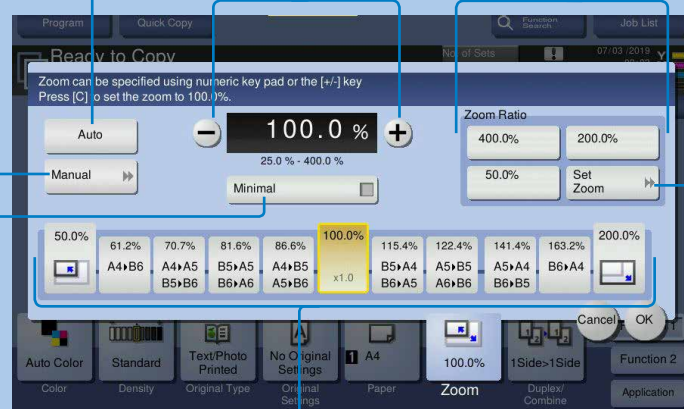 Program
Quick Copy
Function
Search
Job List
Ready to Copy
No. of Sets
07/03/2019
Y
Zoom can be specified using numeric key pad or the [+/-] key
Press [C] to set the zoom to 100.0%.
Auto
100.0 %
25.0 % - 400.0 %
Manual
Minimal
Zoom Ratio
400.0%
200.0%
50.0%
Set
Zoom
50.0%
61.2%
A4▸B6
70.7%
A4▸A5
B5▸B6
81.6%
B5▸A5
B6▸A6
86.6%
A4▸B5
A5▸B6
100.0%
x1.0
115.4%
B5▸A4
B6▸A5
122.4%
A5▸B5
A6▸B6
141.4%
A5▸A4
B6▸B5
163.2%
B6▸A4
200.0%
Cancel
OK
Auto Color
Color
Standard
Density
Text/Photo
Printed
Original Type
No Original
Settings
Original
Settings
1 A4
Paper
100.0%
Zoom
1Side>1Side
Duplex/
Combine
Function 2
Application